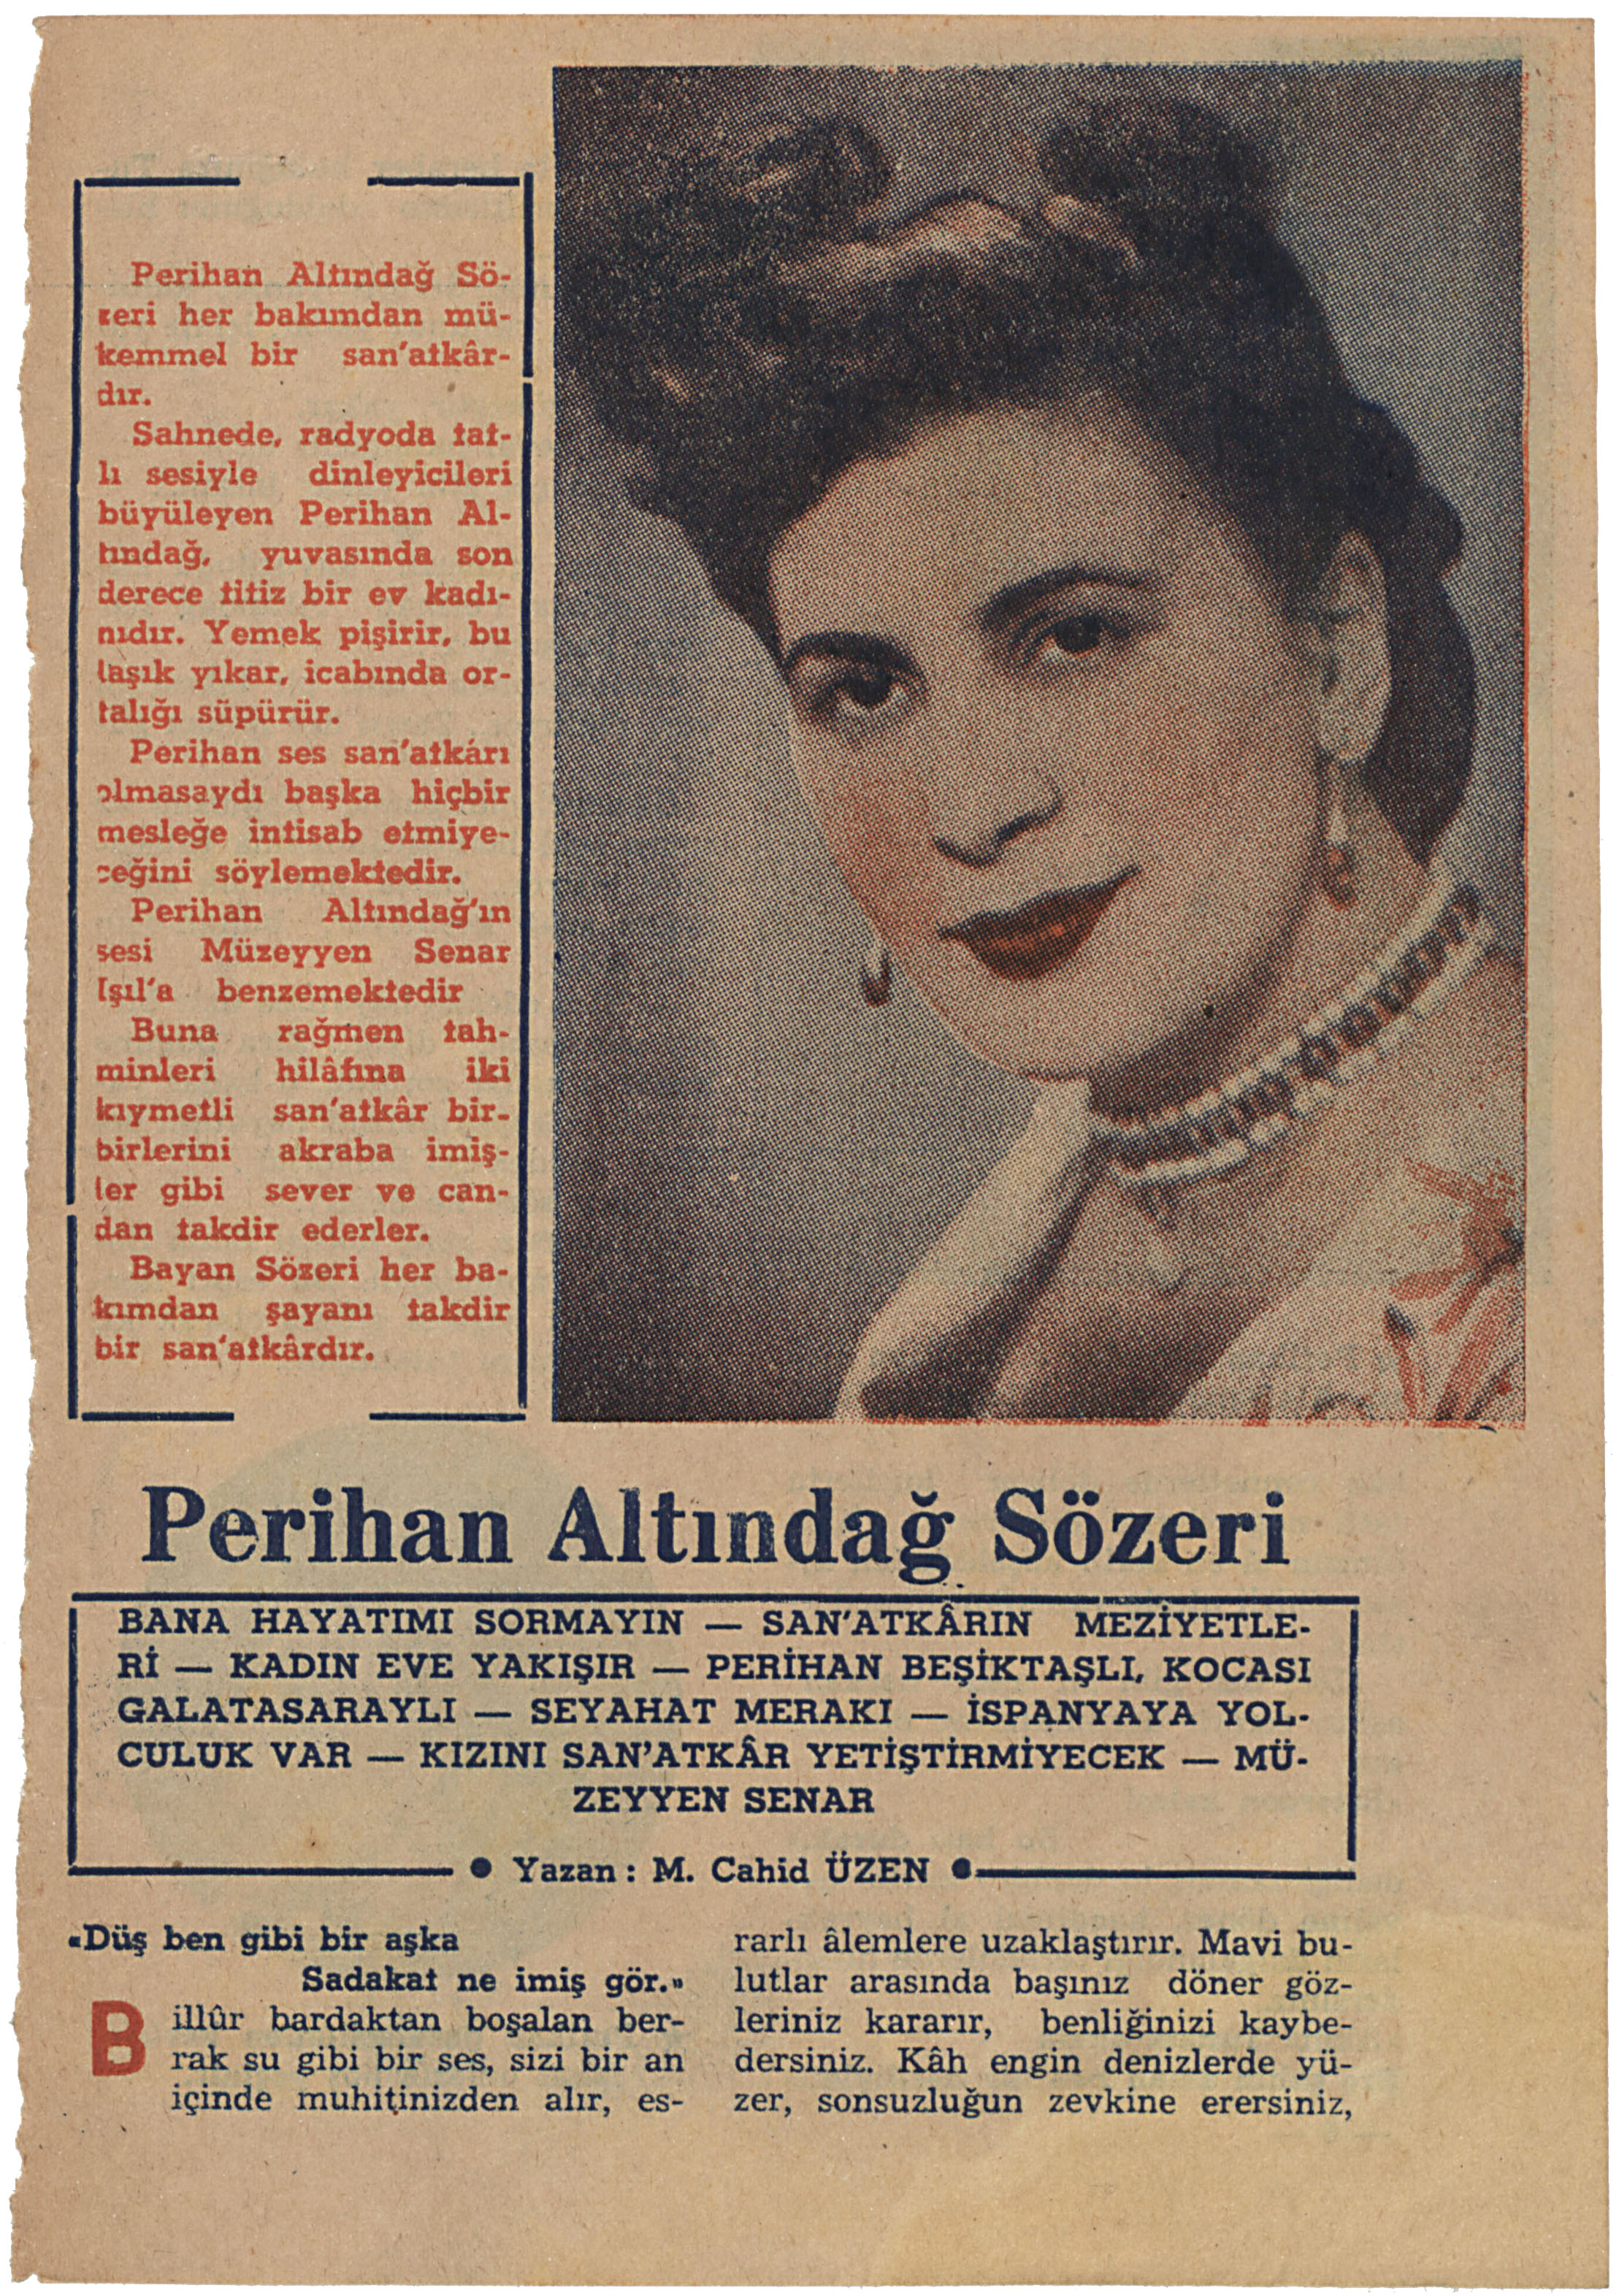 Perihan Altındağ Sö-
zeri her bakımdan mü-
kemmel bir san'atkâr-
dır.
Sahnede, radyoda tat-
lı sesiyle dinleyicileri
büyüleyen Perihan Al-
tındağ, yuvasında son
derece titiz bir ev kadı-
nıdır. Yemek pişirir, bu
laşık yıkar, icabında or-
talığı süpürür.
Perihan ses san'atkárı
olmasaydı başka hiçbir
mesleğe intisab etmiye-
ceğini söylemektedir.
Perihan Altındağ'ın
sesi Müzeyyen Senar
Işıl'a benzemektedir
Buna rağmen tah-
minleri hilâfına iki
kıymetli san'atkâr bir-
birlerini akraba imiş-
ler gibi sever ve can-
dan takdir ederler.
Bayan Sözeri her ba-
kımdan şayanı takdir
bir san'atkârdır.
Perihan Altındağ Sözeri
BANA HAYATIMI SORMAYIN — SAN'ATKÂRIN MEZİYETLE-
Rİ — KADIN EVE YAKIŞIR — PERİHAN BEŞİKTAŞLI, KOCASI
GALATASARAYLI — SEYAHAT MERAKI — İSPANYAYA YOL-
CULUK VAR — KIZINI SAN'ATKÂR YETİŞTİRMİYECEK — MÜ-
ZEYYEN SENAR
● Yazan : M. Cahid ÜZEN ●
«Düş ben gibi bir aşka
Sadakat ne imiş gör.»
Billûr bardaktan boşalan ber-
rak su gibi bir ses, sizi bir an
içinde muhitinizden alır, es-
rarlı âlemlere uzaklaştırır. Mavi bu-
lutlar arasında başınız döner göz-
leriniz kararır, benliğinizi kaybe-
dersiniz. Kâh engin denizlerde yü-
zer, sonsuzluğun zevkine erersiniz,